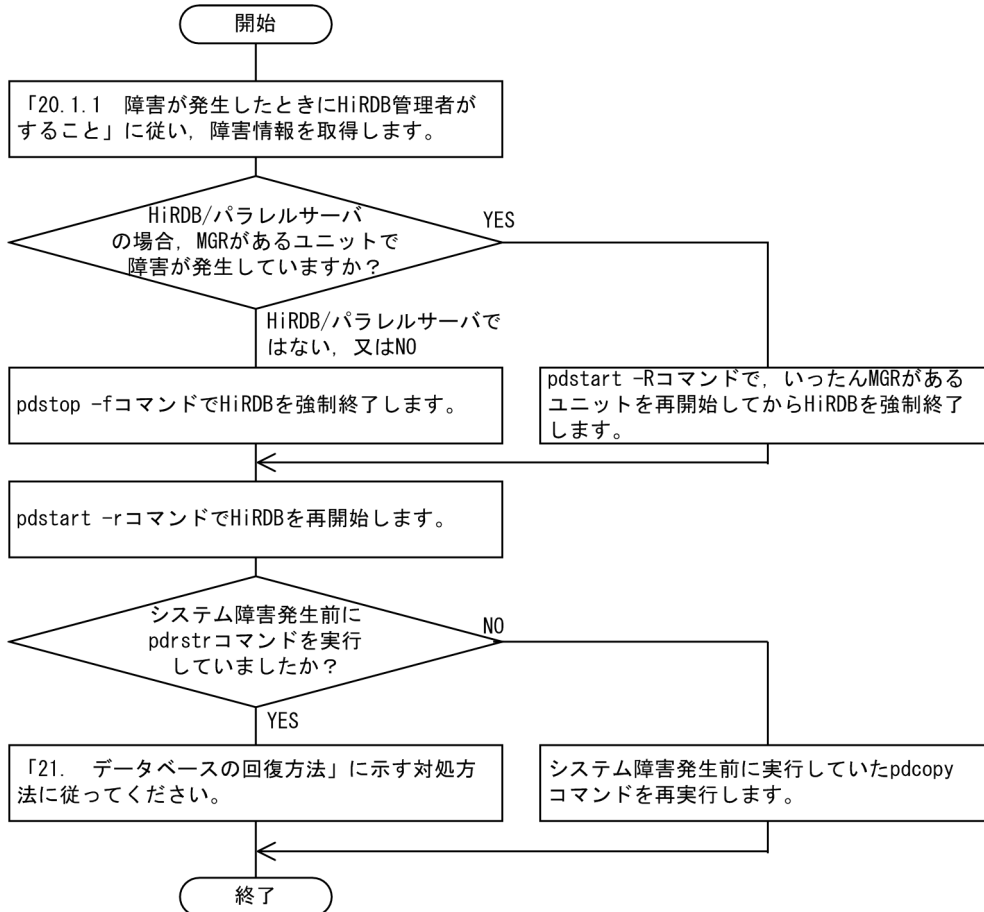 開始
「20.1.1　障害が発生したときにHiRDB管理者が
すること」に従い，障害情報を取得します。
HiRDB/パラレルサーバ
の場合，MGRがあるユニットで
障害が発生していますか？
YES
HiRDB/パラレルサーバで
はない，又はNO
pdstop -fコマンドでHiRDBを強制終了します。
pdstart -Rコマンドで，いったんMGRがある
ユニットを再開始してからHiRDBを強制終了
します。
pdstart -rコマンドでHiRDBを再開始します。
システム障害発生前に
pdrstrコマンドを実行
していましたか？
NO
YES
「21.　データベースの回復方法」に示す対処方
法に従ってください。
システム障害発生前に実行していたpdcopy
コマンドを再実行します。
終了